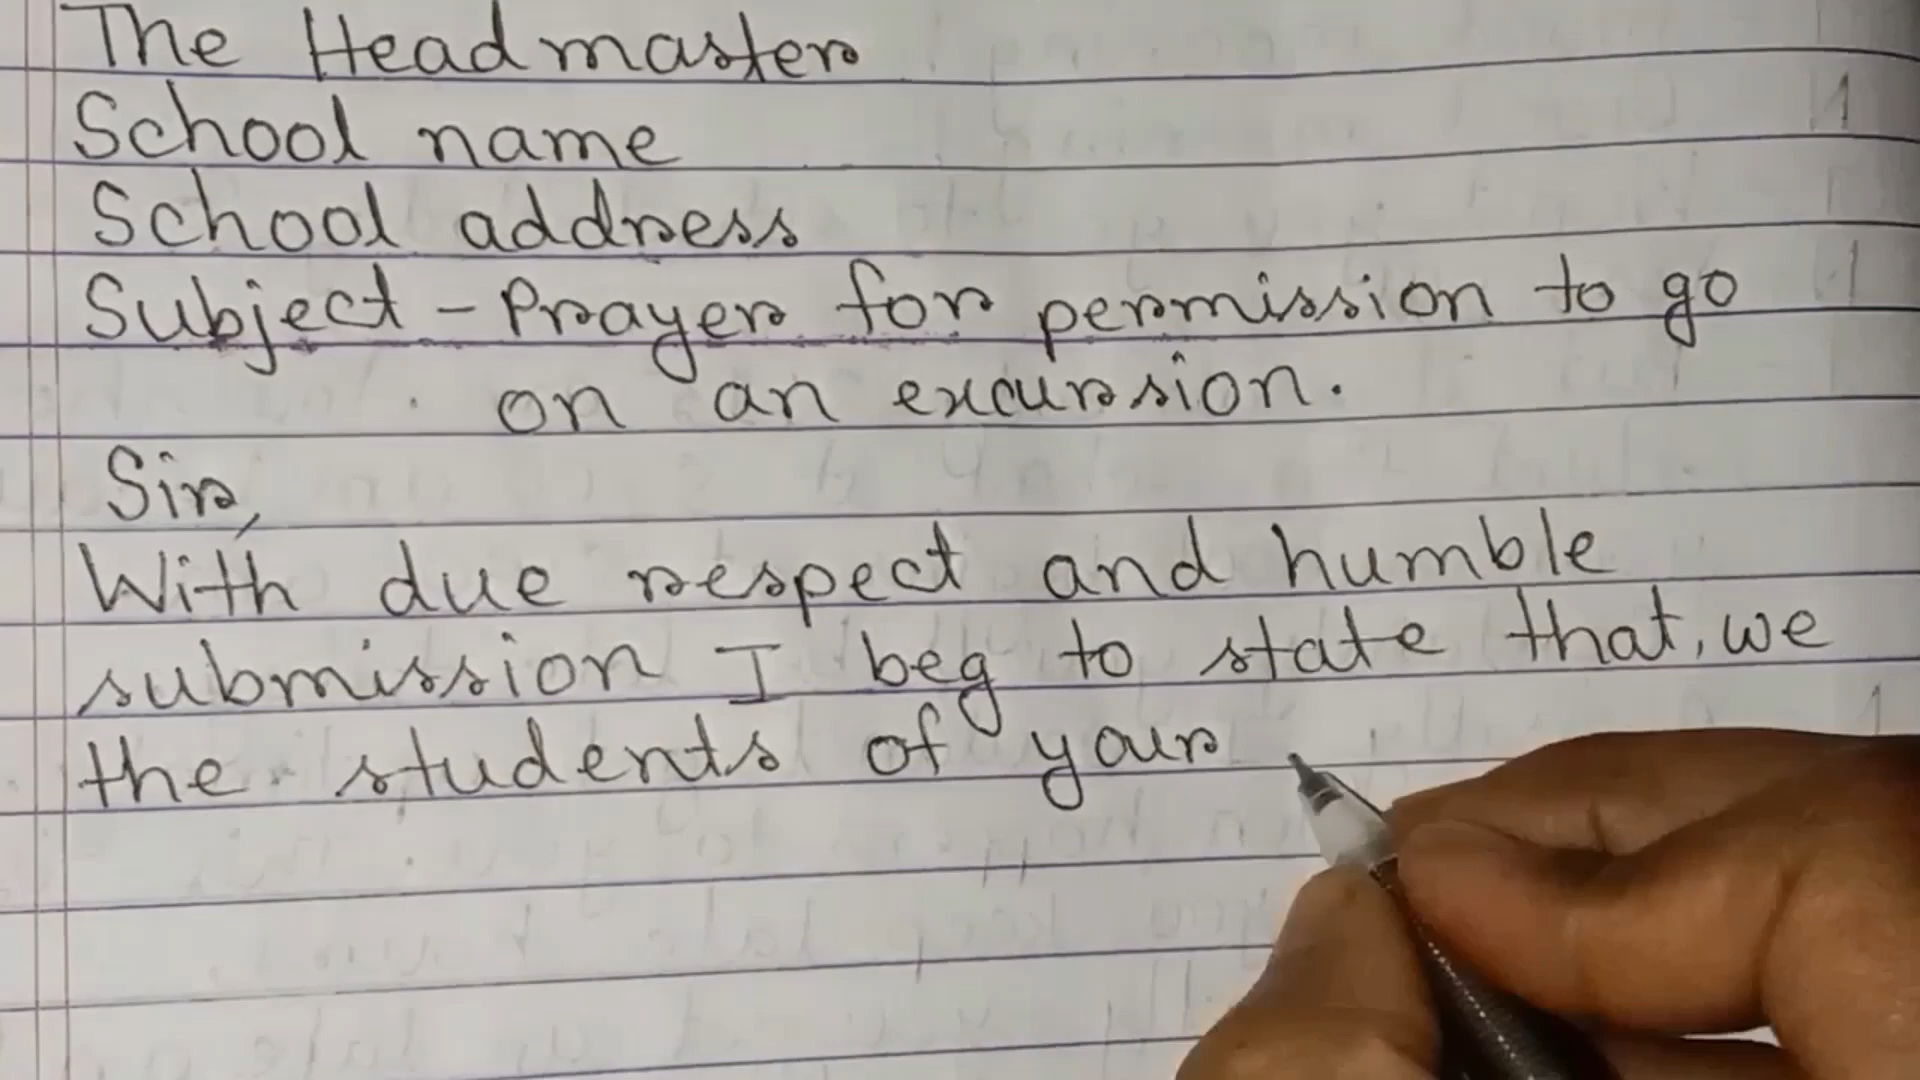 The Headmaster
School name
School address
Subject - Prayer for permission to go
on an excursion.
Sir,
With due respect and humble
submission I beg to state that, we
the students of your